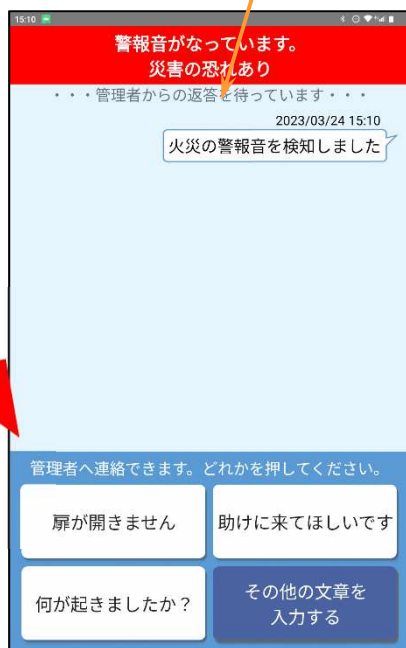 15:10
警報音がなっています。
災害の恐れあり
・・・管理者からの返答を待っています・・・
2023/03/24 15:10
火災の警報音を検知しました
管理者へ連絡できます。どれかを押してください。
扉が開きません
助けに来てほしいです
何が起きましたか？
その他の文章を
入力する